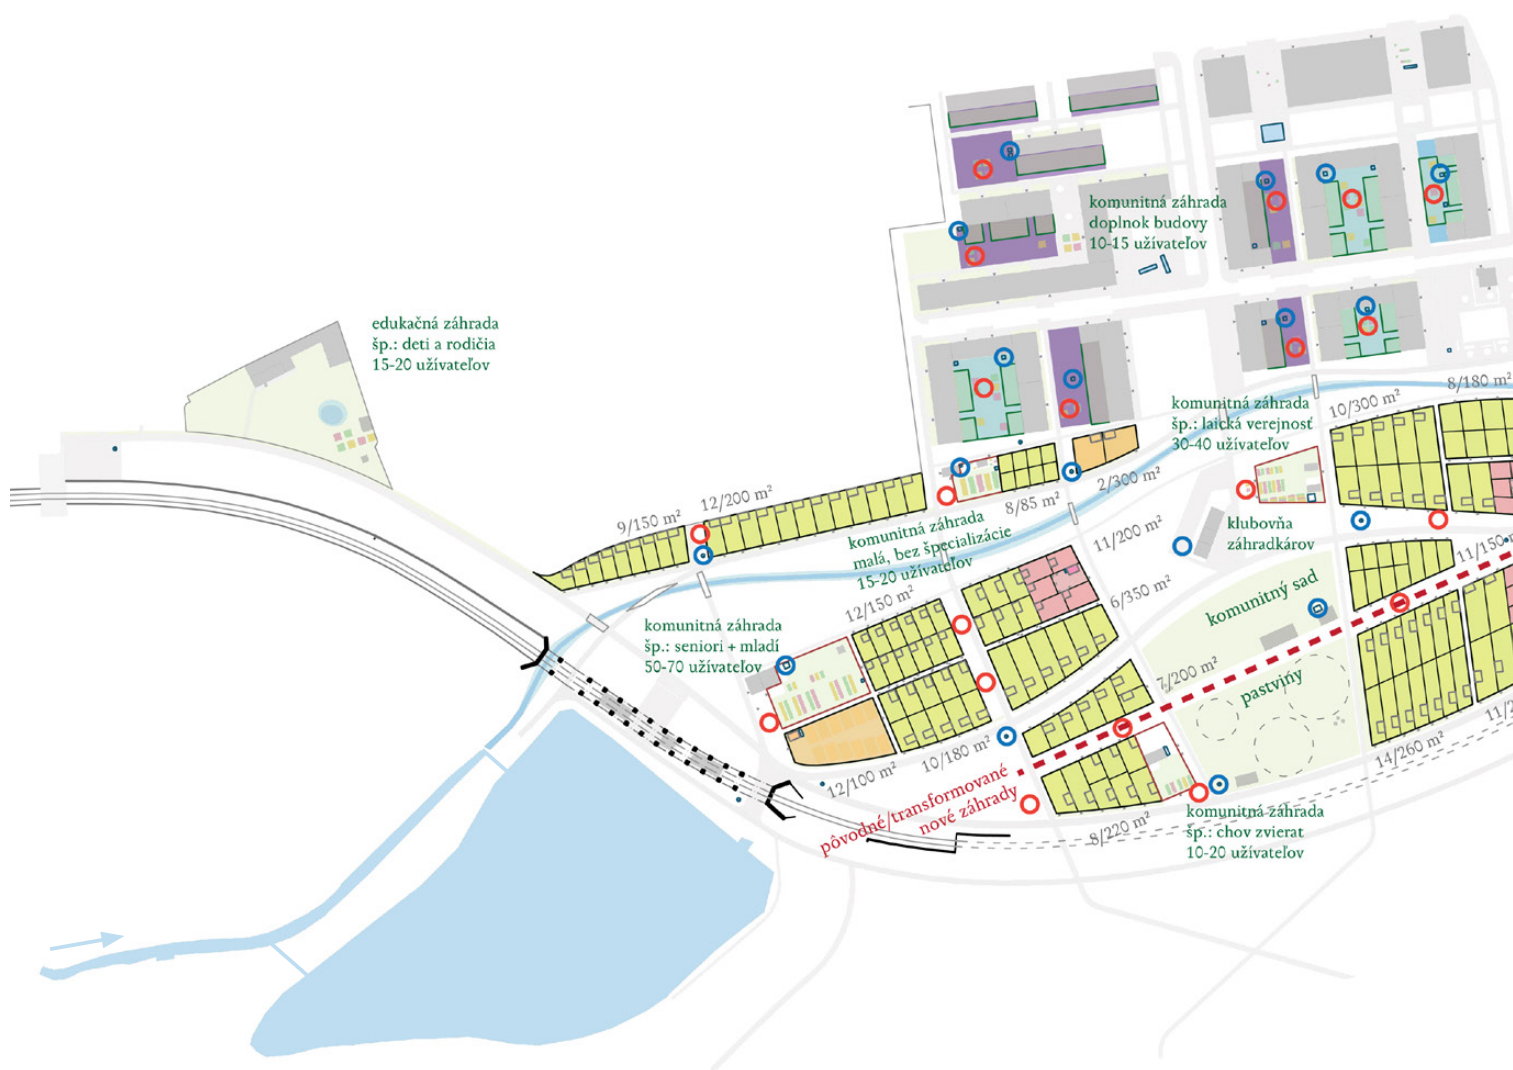 komunitná záhrada
doplnok budovy
10-15 užívateľov
edukačná záhrada
šp.: deti a rodičia
15-20 užívateľov
8/180 m²
10/300 m²
komunitná záhrada
šp.: laická verejnosť
30-40 užívateľov
2/300 m²
12/200 m²
9/150 m²
8/85 m²
komunitná záhrada
malá, bez špecializácie
15-20 užívateľov
11/200 m²
klubovňa
záhradkárov
11/150 m
6/350 m²
12/150 m²
komunitný sad
komunitná záhrada
šp.: seniori + mladí
50-70 užívateľov
7/200 m²
pastviny
14/260 m²
11/2
10/180 m²
12/100 m²
pôvodné/transformované
nové záhrady
8/220 m²
komunitná záhrada
šp.: chov zvierat
10-20 užívateľov